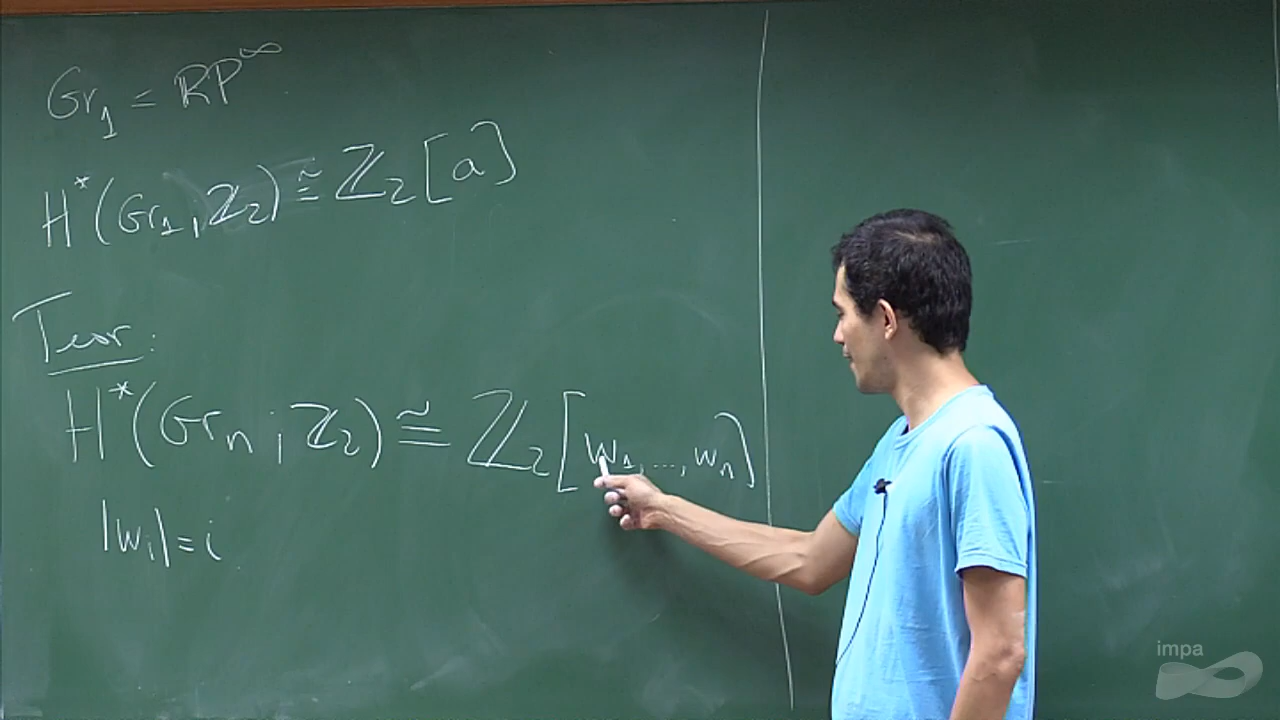 Gr₁ = RP^∞
H*(Gr₁, ℤ₂) ≅ ℤ₂[a]
Teor:
H*(Grₙ; ℤ₂) ≅ ℤ₂[w₁, ..., wₙ]
|wᵢ| = i
impa